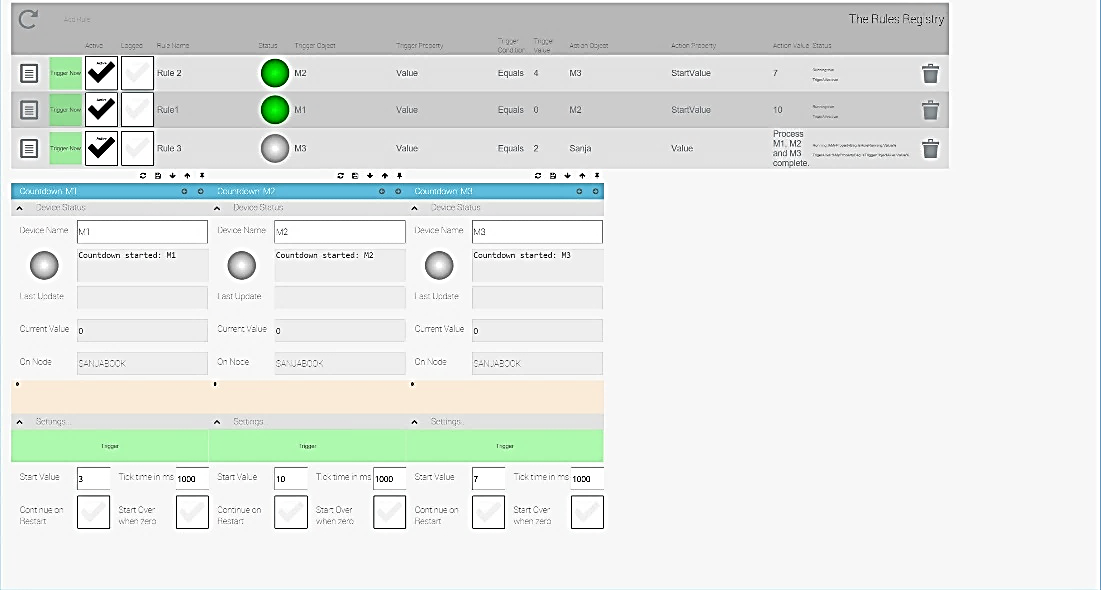 Add Rule
The Rules Registry
Active Logged Rule Name Status Trigger Object Trigger Property Trigger Condition Trigger Value Action Object Action Property Action Value Status
Trigger Now Active Rule 2 M2 Value Equals 4 M3 StartValue 7
Trigger Now Active Rule1 M1 Value Equals 0 M2 StartValue 10
Trigger Now Active Rule 3 M3 Value Equals 2 Sanja Value Process
M1, M2
and M3
complete.
Countdown M1 Countdown M2 Countdown M3
Device Status Device Status Device Status
Device Name M1 Device Name M2 Device Name M3
Countdown started: M1 Countdown started: M2 Countdown started: M3
Last Update Last Update Last Update
Current Value 0 Current Value 0 Current Value 0
On Node SANJABOOK On Node SANJABOOK On Node SANJABOOK
Settings... Settings... Settings...
Trigger Trigger Trigger
Start Value 3 Tick time in ms 1000 Start Value 10 Tick time in ms 1000 Start Value 7 Tick time in ms 1000
Continue on Start Over Continue on Start Over Continue on Start Over
Restart when zero Restart when zero Restart when zero